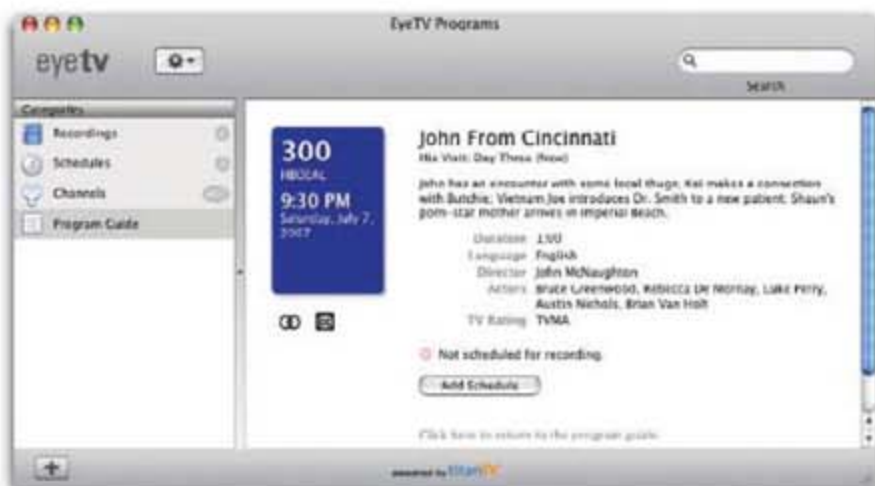 EyeTV Programs
eyetv
Search
Categories
Recordings
Schedules
Channels
Program Guide
300
9:30 PM
Saturday, July 7,
2007
John From Cincinnati
His Visit: Day Three (New)
John has an encounter with some local thugs; Kai makes a connection
with Butchie; Vietnam Joe introduces Dr. Smith to a new patient; Shaun's
porn-star mother arrives in Imperial Beach.
Duration 1:00
Language English
Director John McNaughton
Actors Bruce Greenwood, Rebecca De Mornay, Luke Perry,
Austin Nichols, Brian Van Holt
TV Rating TVMA
Not scheduled for recording.
Add Schedule
Click here to return to the program guide.
powered by titanTV